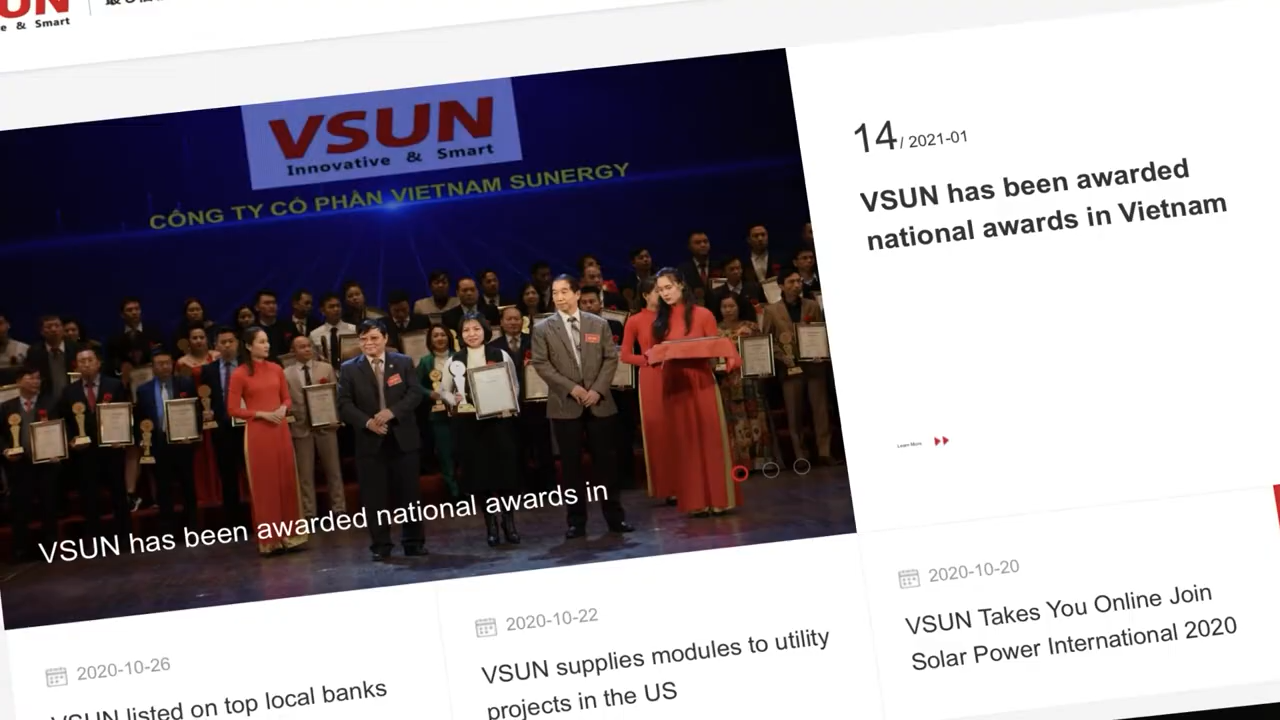 e & Smart
VSUN
Innovative & Smart
CÔNG TY CỔ PHẦN VIETNAM SUNERGY
VSUN has been awarded national awards in
14/ 2021-01
VSUN has been awarded
national awards in Vietnam
Learn More
2020-10-26
VSUN listed on top local banks
2020-10-22
VSUN supplies modules to utility
projects in the US
2020-10-20
VSUN Takes You Online Join
Solar Power International 2020